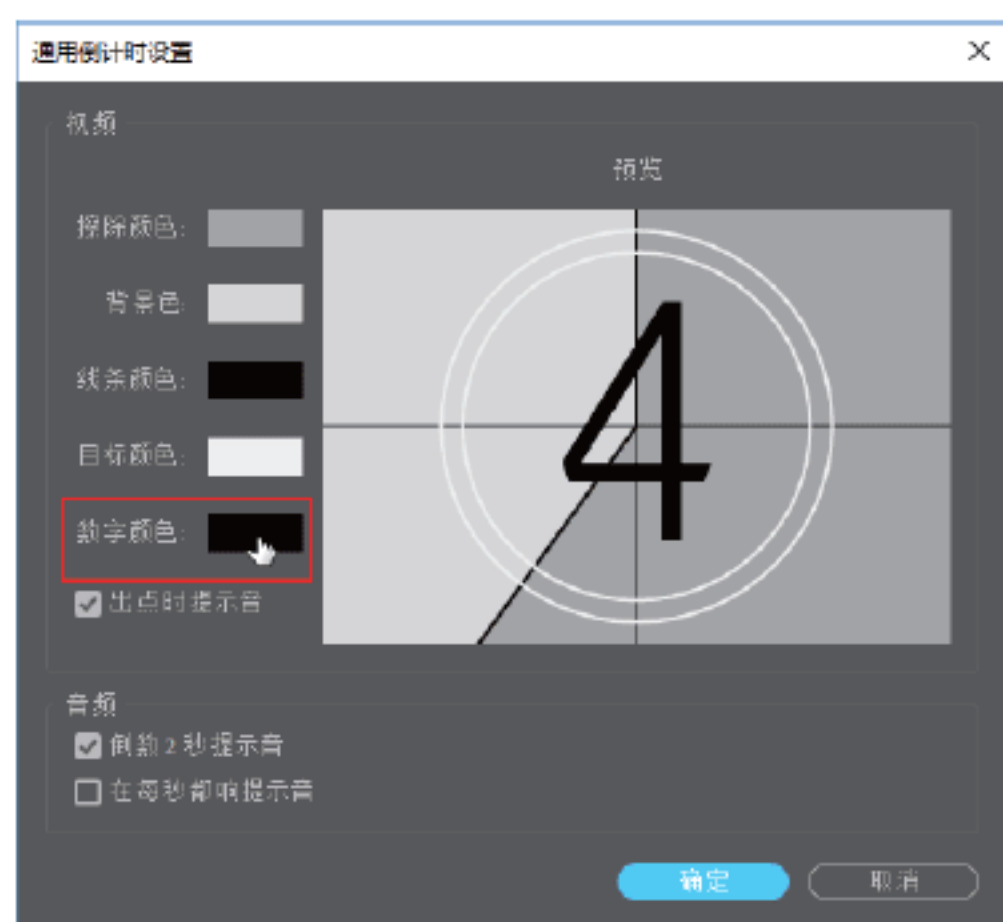 通用倒计时设置
视频
预览
擦除颜色:
背景色:
线条颜色:
目标颜色:
数字颜色:
出点时提示音
4
音频
倒数2秒提示音
在每秒都响提示音
确定
取消